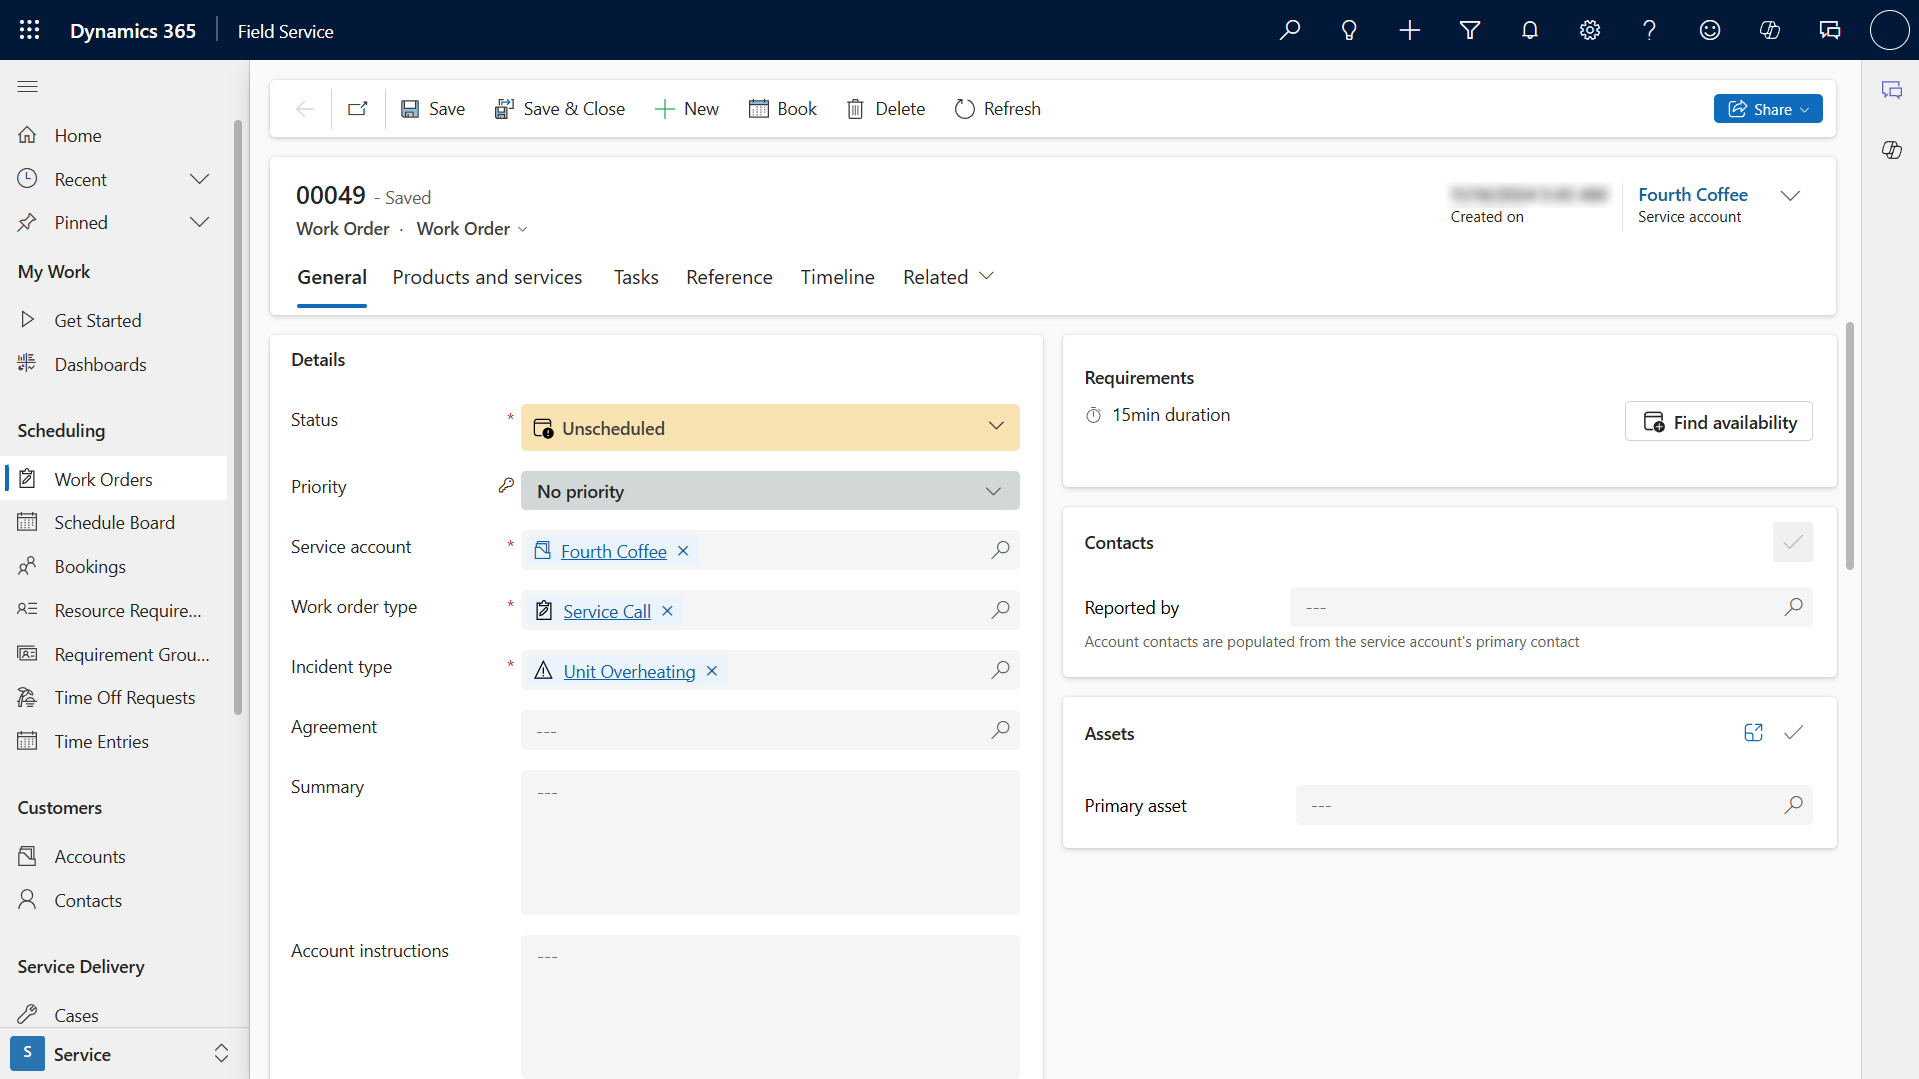 Dynamics 365
Field Service
Home
Recent
Pinned
My Work
Get Started
Dashboards
Scheduling
Work Orders
Schedule Board
Bookings
Resource Require...
Requirement Grou...
Time Off Requests
Time Entries
Customers
Accounts
Contacts
Service Delivery
Cases
S Service
Save
Save & Close
New
Book
Delete
Refresh
Share
00049 - Saved
Work Order · Work Order
Created on
Fourth Coffee
Service account
General
Products and services
Tasks
Reference
Timeline
Related
Details
Status * Unscheduled
Priority No priority
Service account * Fourth Coffee
Work order type * Service Call
Incident type * Unit Overheating
Agreement ---
Summary ---
Account instructions ---
Requirements
15min duration
Find availability
Contacts
Reported by ---
Account contacts are populated from the service account's primary contact
Assets
Primary asset ---